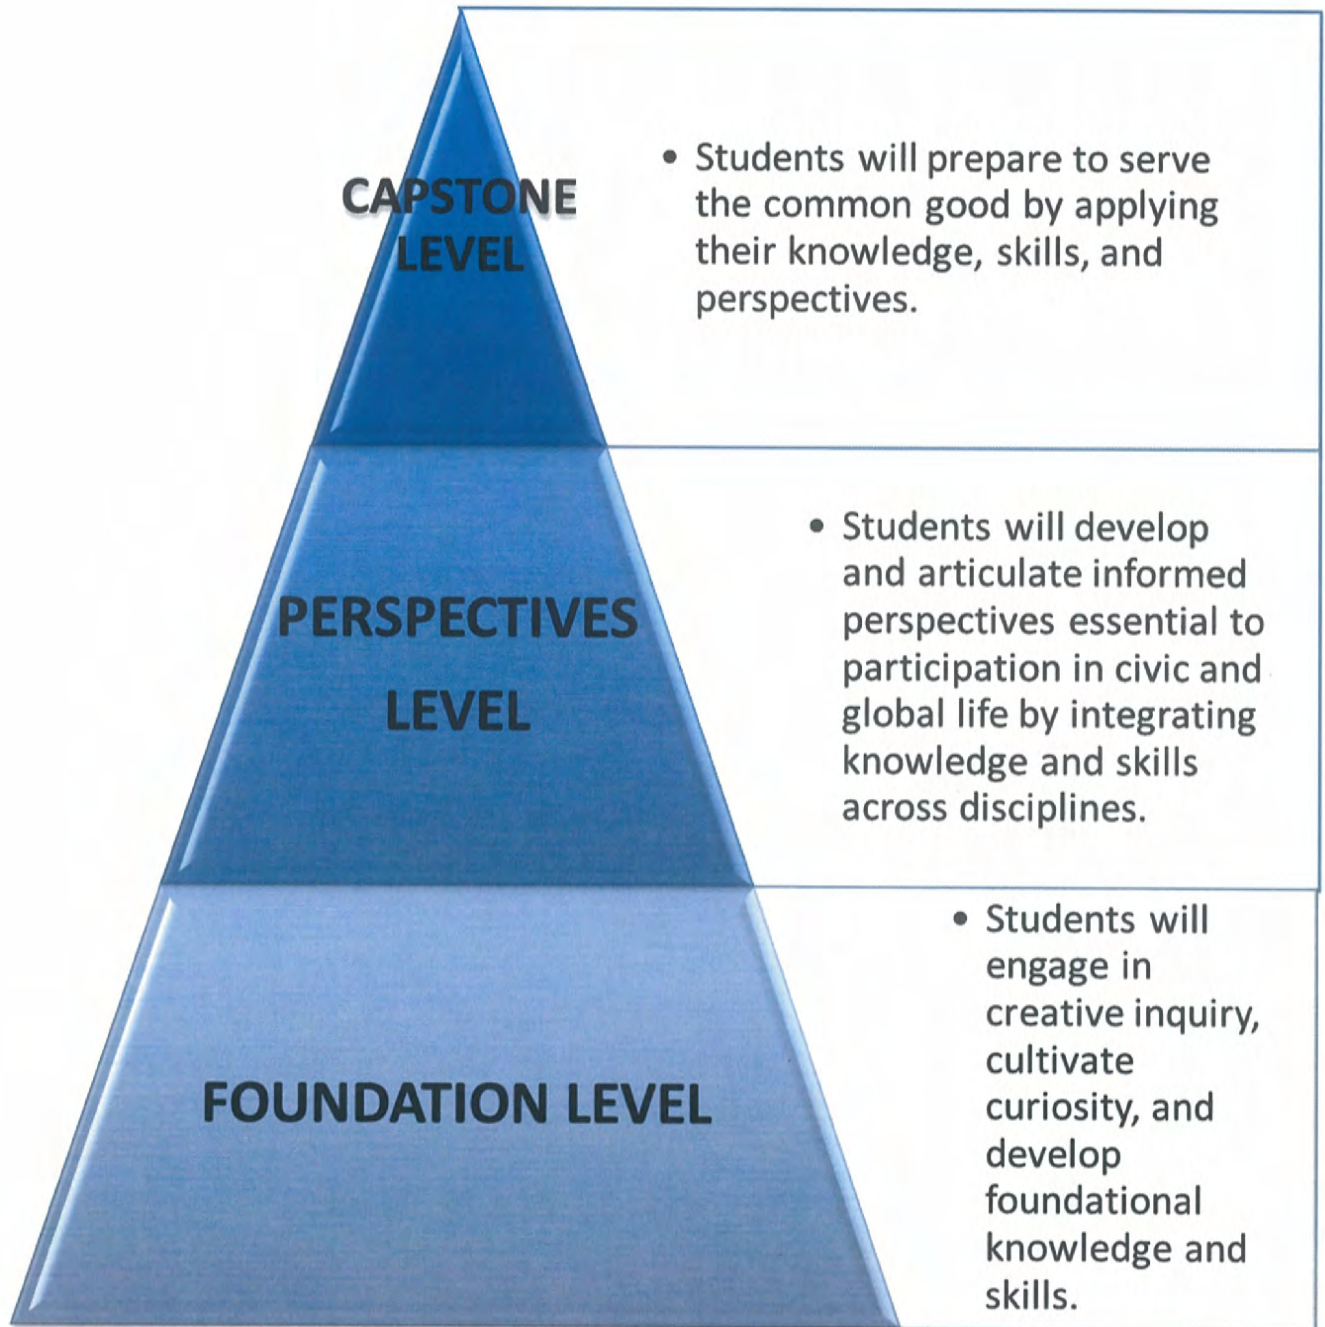 CAPSTONE
LEVEL
• Students will prepare to serve
the common good by applying
their knowledge, skills, and
perspectives.
PERSPECTIVES
LEVEL
• Students will develop
and articulate informed
perspectives essential to
participation in civic and
global life by integrating
knowledge and skills
across disciplines.
FOUNDATION LEVEL
• Students will
engage in
creative inquiry,
cultivate
curiosity, and
develop
foundational
knowledge and
skills.